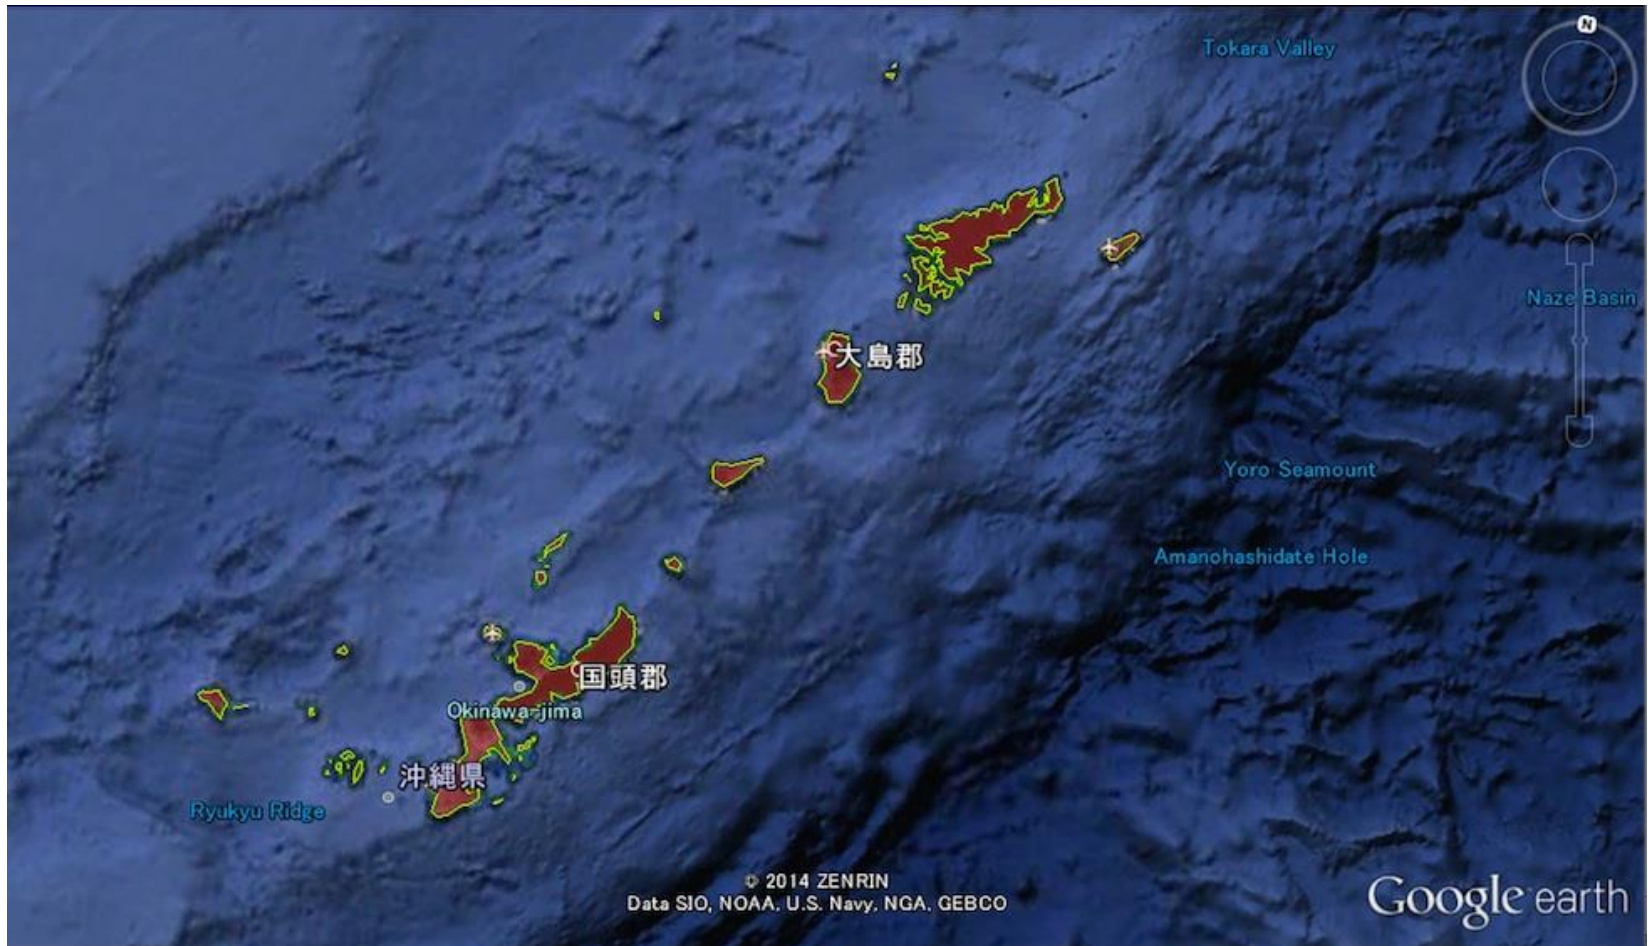 N
Tokara Valley
Naze Basin
大島郡
Yoro Seamount
Amanohashidate Hole
国頭郡
Okinawa-jima
沖縄県
Ryukyu Ridge
© 2014 ZENRIN
Data SIO, NOAA, U.S. Navy, NGA, GEBCO
Google earth